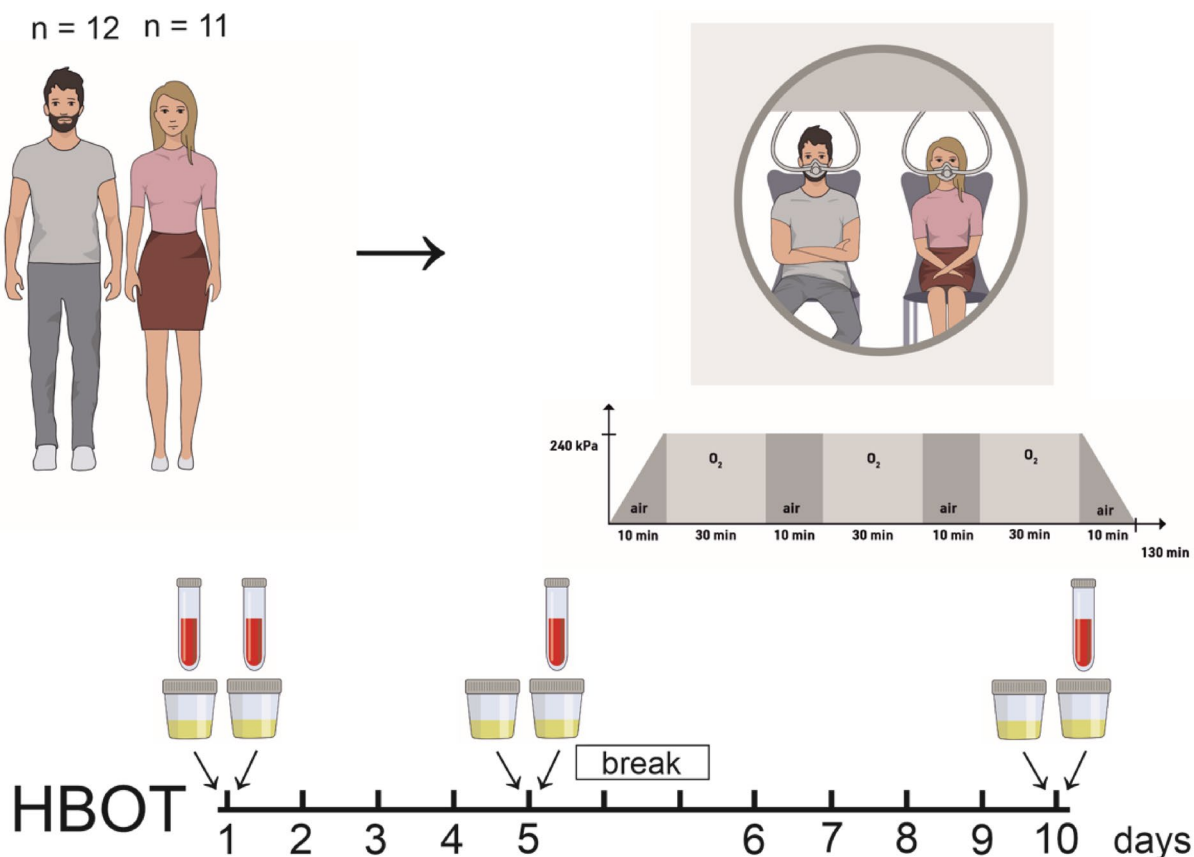 n = 12 n = 11
240 kPa
O₂ O₂ O₂
air air air air
10 min 30 min 10 min 30 min 10 min 30 min 10 min
130 min
break
HBOT
1 2 3 4 5 6 7 8 9 10 days